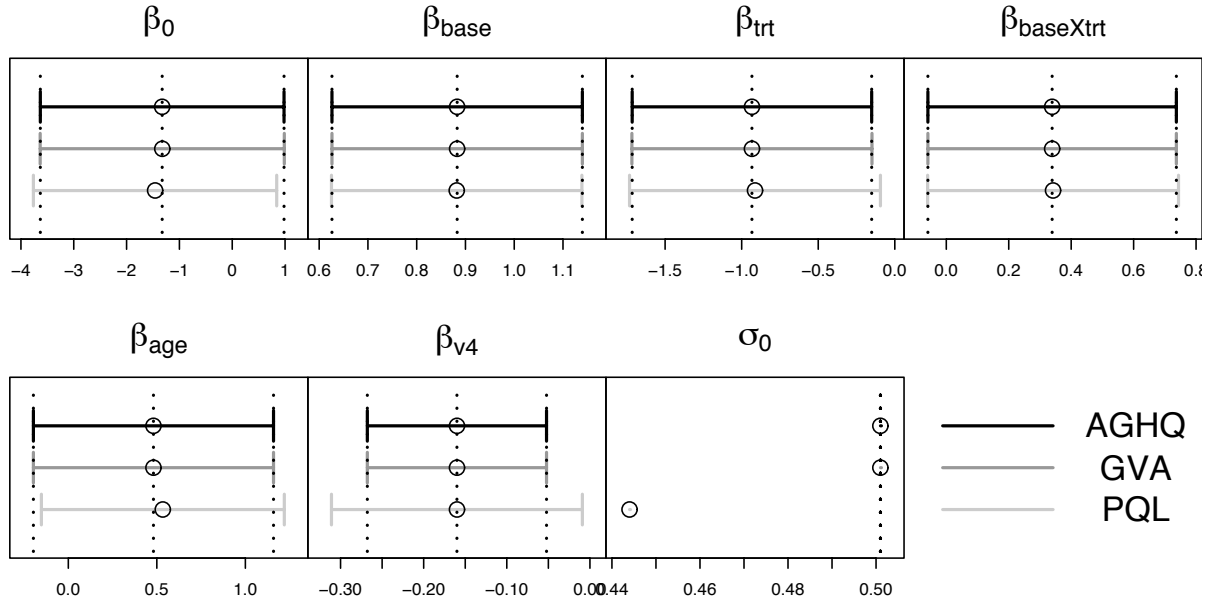 β0 βbase βtrt βbaseXtrt
−4 −3 −2 −1 0 1 0.6 0.7 0.8 0.9 1.0 1.1 −1.5 −1.0 −0.5 0.0 0.0 0.2 0.4 0.6
βage βv4 σ0
AGHQ
GVA
PQL
0.0 0.5 1.0 −0.30 −0.20 −0.10 0.00 0.44 0.46 0.48 0.50